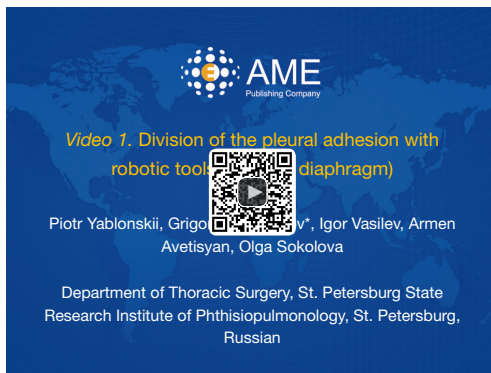 AME
Publishing Company
Video 1. Division of the pleural adhesion with
robotic tools diaphragm)
Piotr Yablonskii, Igor Vasilev, Armen
Avetisyan, Olga Sokolova
Department of Thoracic Surgery, St. Petersburg State
Research Institute of Phthisiopulmonology, St. Petersburg,
Russian